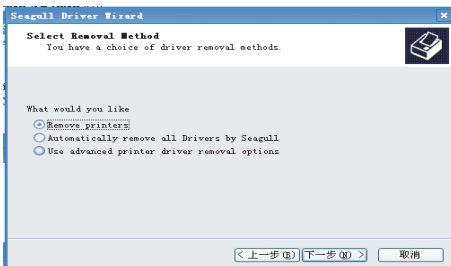 Seagull Driver Wizard
Select Removal Method
You have a choice of driver removal methods.
What would you like
Remove printers
Automatically remove all Drivers by Seagull
Use advanced printer driver removal options
< 上一步(B) 下一步(N) > 取消